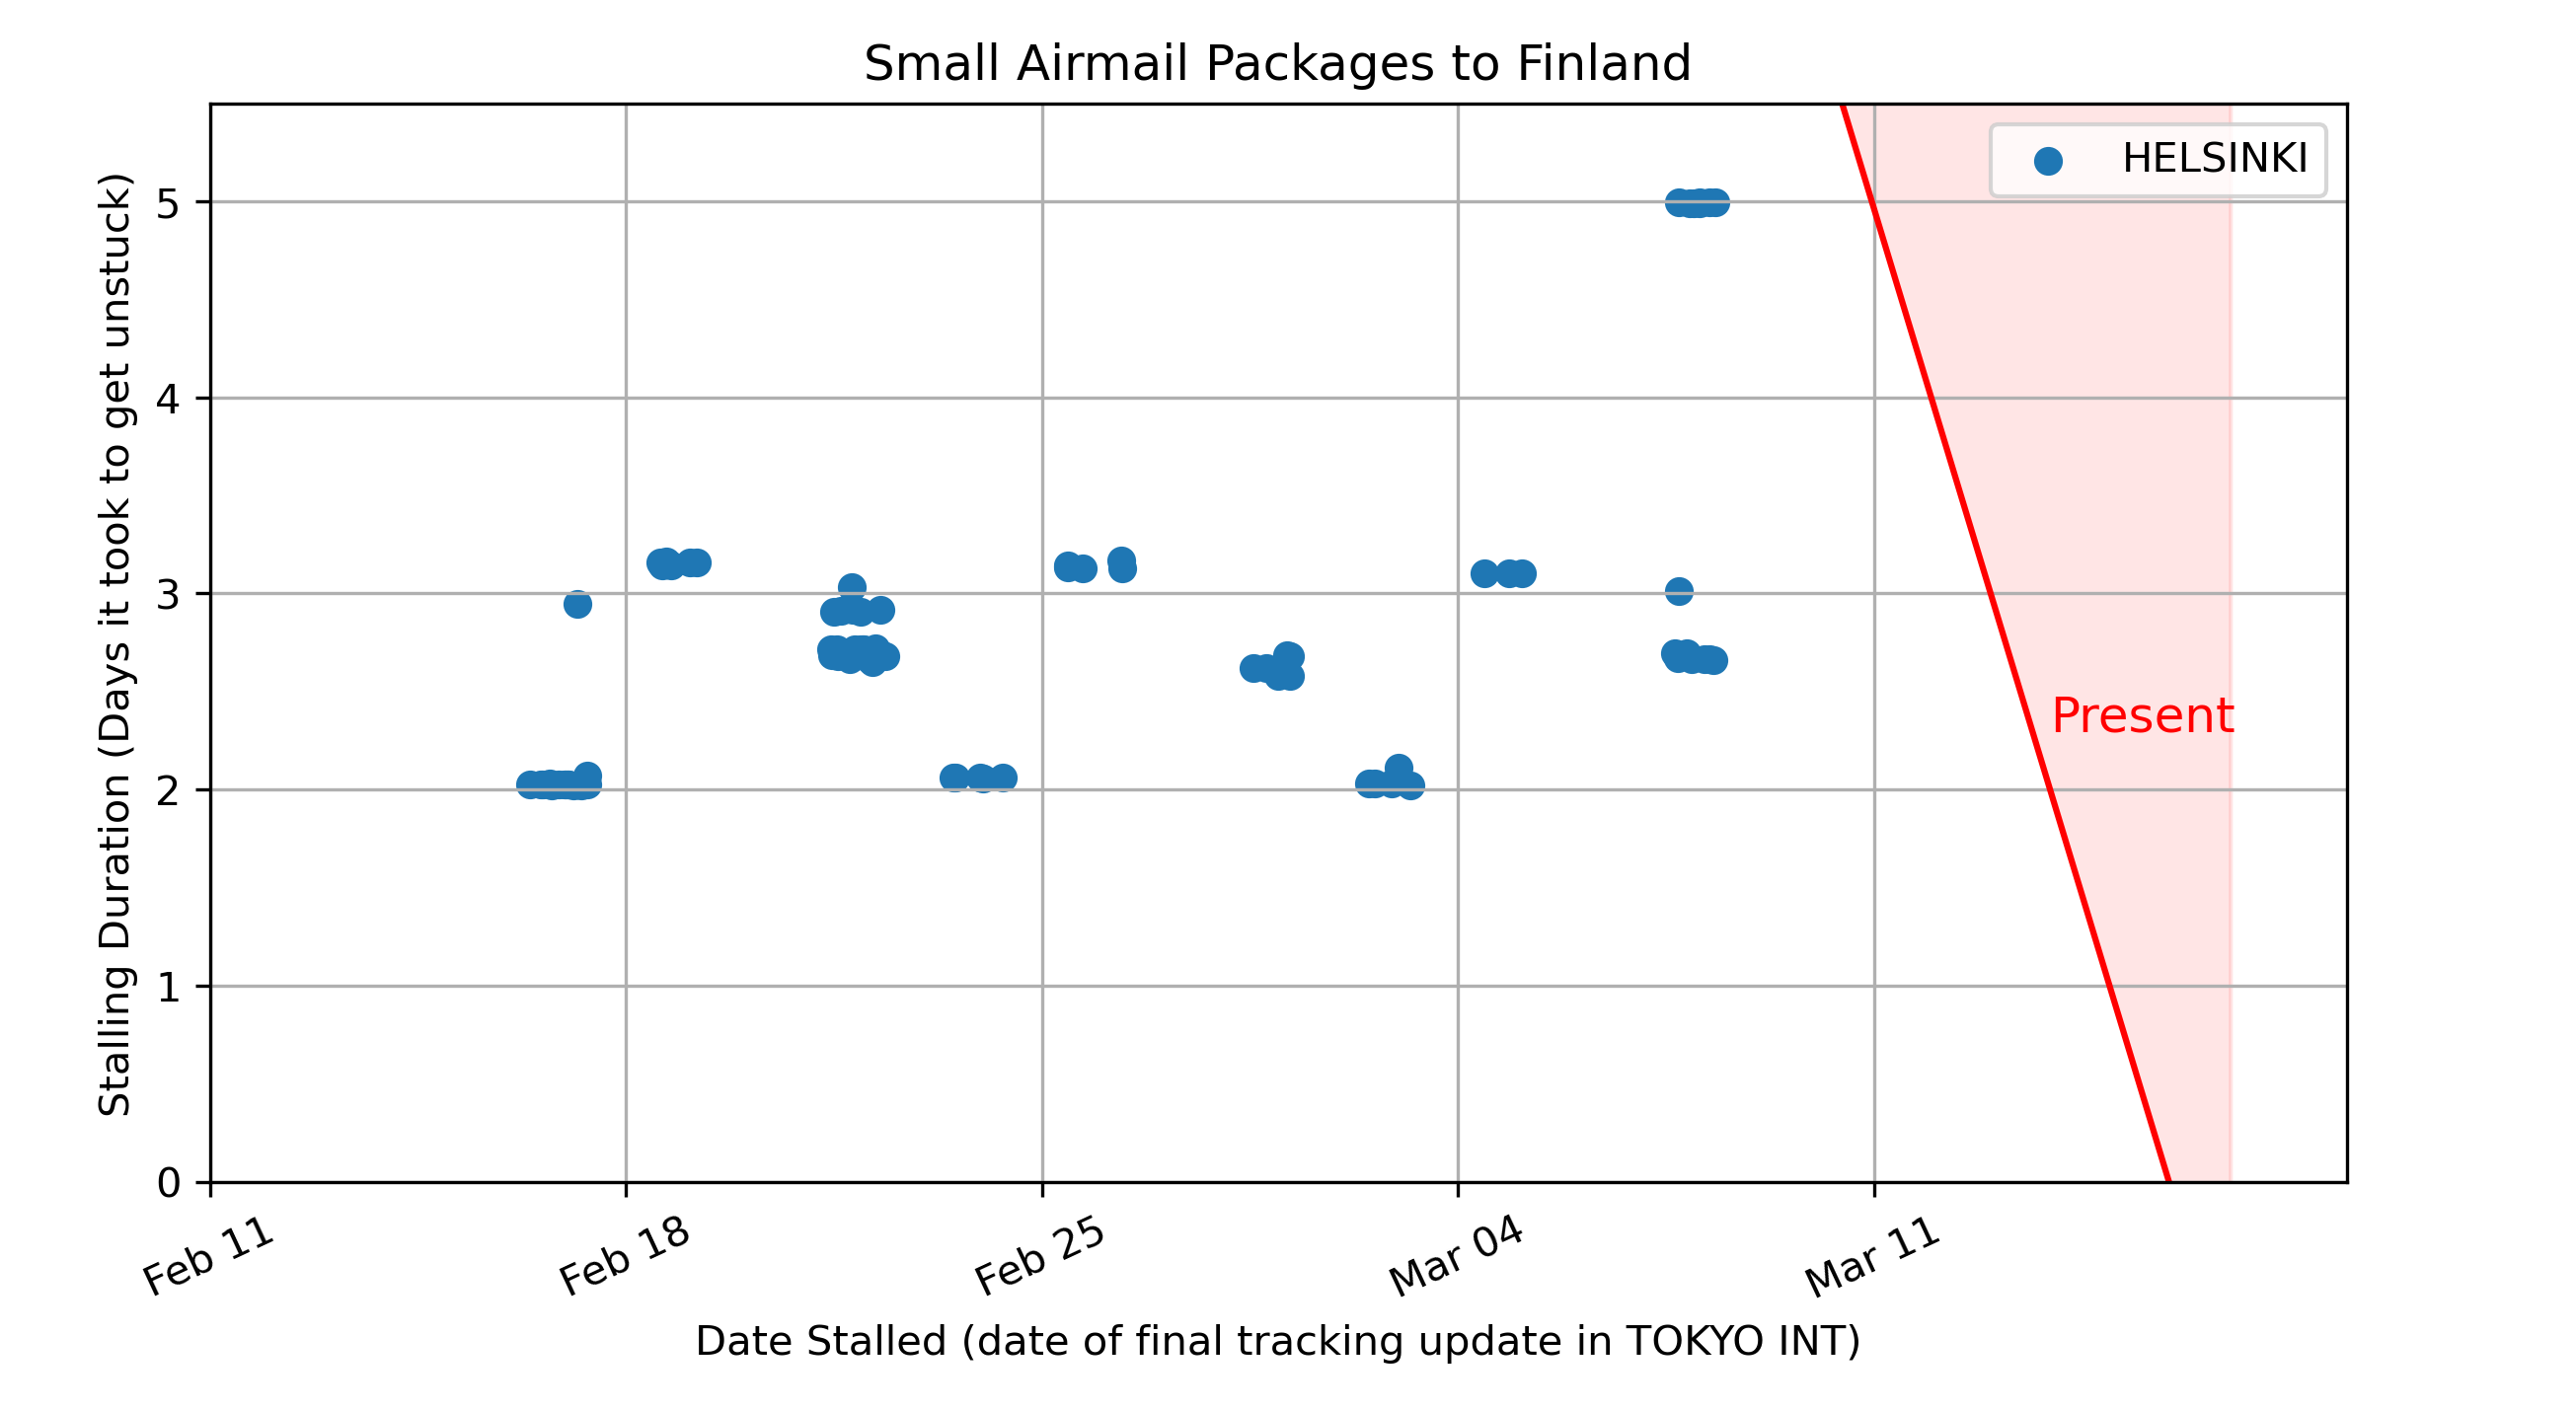 Small Airmail Packages to Finland
HELSINKI
Stalling Duration (Days it took to get unstuck)
5
4
3
2
1
0
Present
Feb 11
Feb 18
Feb 25
Mar 04
Mar 11
Date Stalled (date of final tracking update in TOKYO INT)